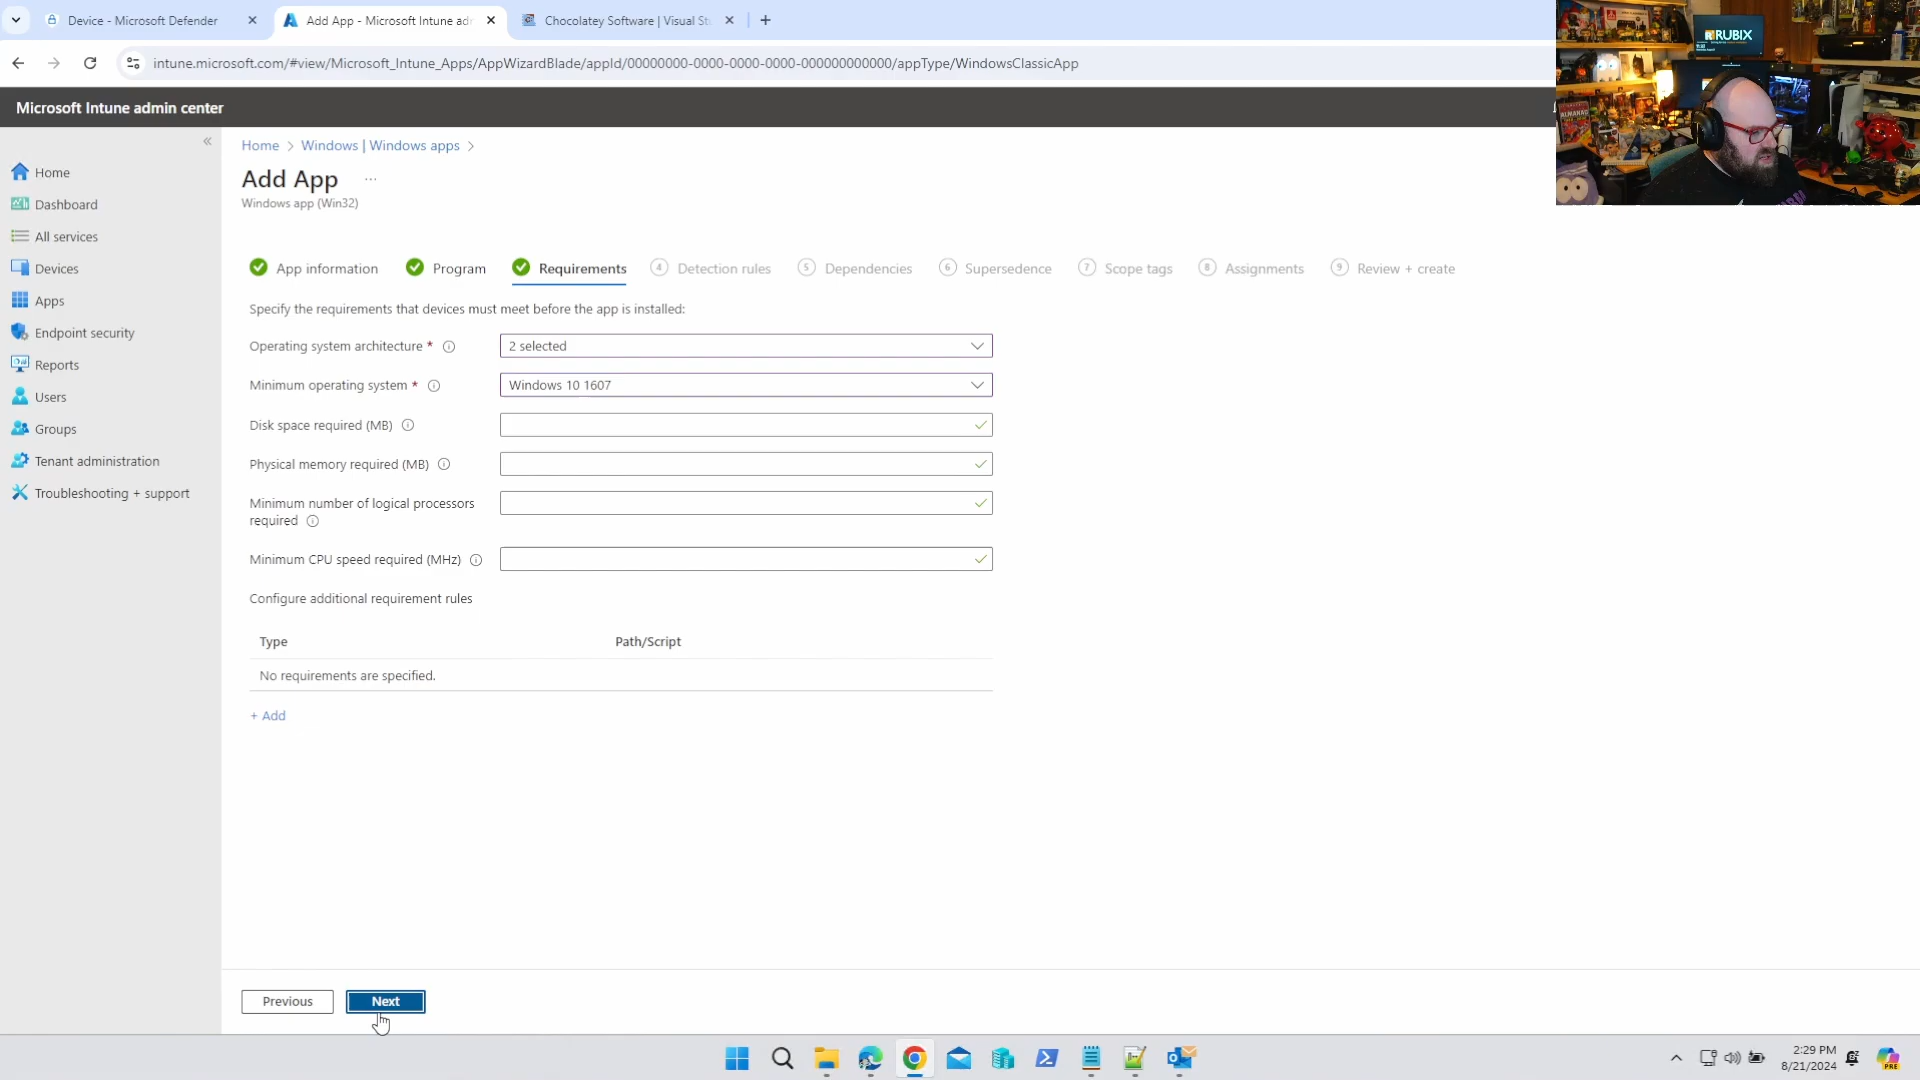 Device - Microsoft Defender
Add App - Microsoft Intune adr
Chocolatey Software | Visual St
intune.microsoft.com/#view/Microsoft_Intune_Apps/AppWizardBlade/appId/00000000-0000-0000-0000-000000000000/appType/WindowsClassicApp
RUBIX
Microsoft Intune admin center
Home
Dashboard
All services
Devices
Apps
Endpoint security
Reports
Users
Groups
Tenant administration
Troubleshooting + support
Home > Windows | Windows apps >
Add App ...
Windows app (Win32)
App information
Program
Requirements
4 Detection rules
5 Dependencies
6 Supersedence
7 Scope tags
8 Assignments
9 Review + create
Specify the requirements that devices must meet before the app is installed:
Operating system architecture * 2 selected
Minimum operating system * Windows 10 1607
Disk space required (MB)
Physical memory required (MB)
Minimum number of logical processors
required
Minimum CPU speed required (MHz)
Configure additional requirement rules
Type Path/Script
No requirements are specified.
+ Add
Previous
Next
2:29 PM
8/21/2024
PRE